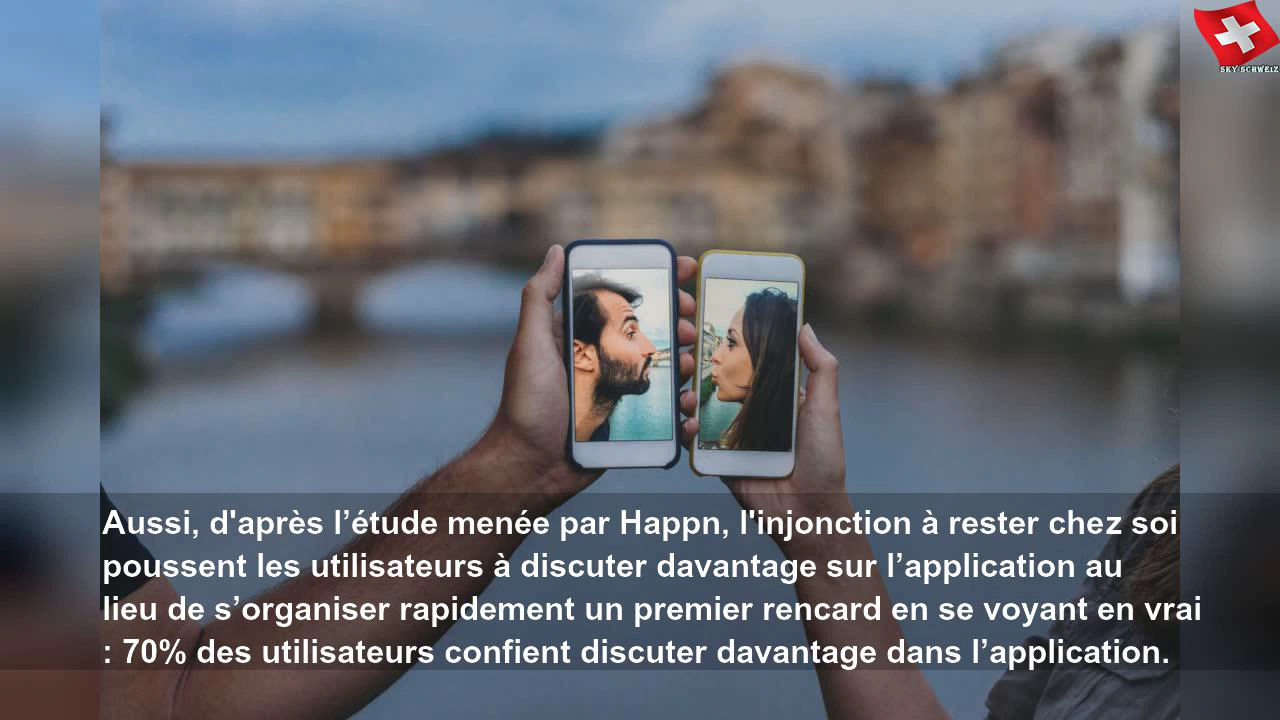 SKY SCHWEIZ
Aussi, d'après l’étude menée par Happn, l'injonction à rester chez soi
poussent les utilisateurs à discuter davantage sur l’application au
lieu de s’organiser rapidement un premier rencard en se voyant en vrai
: 70% des utilisateurs confient discuter davantage dans l’application.